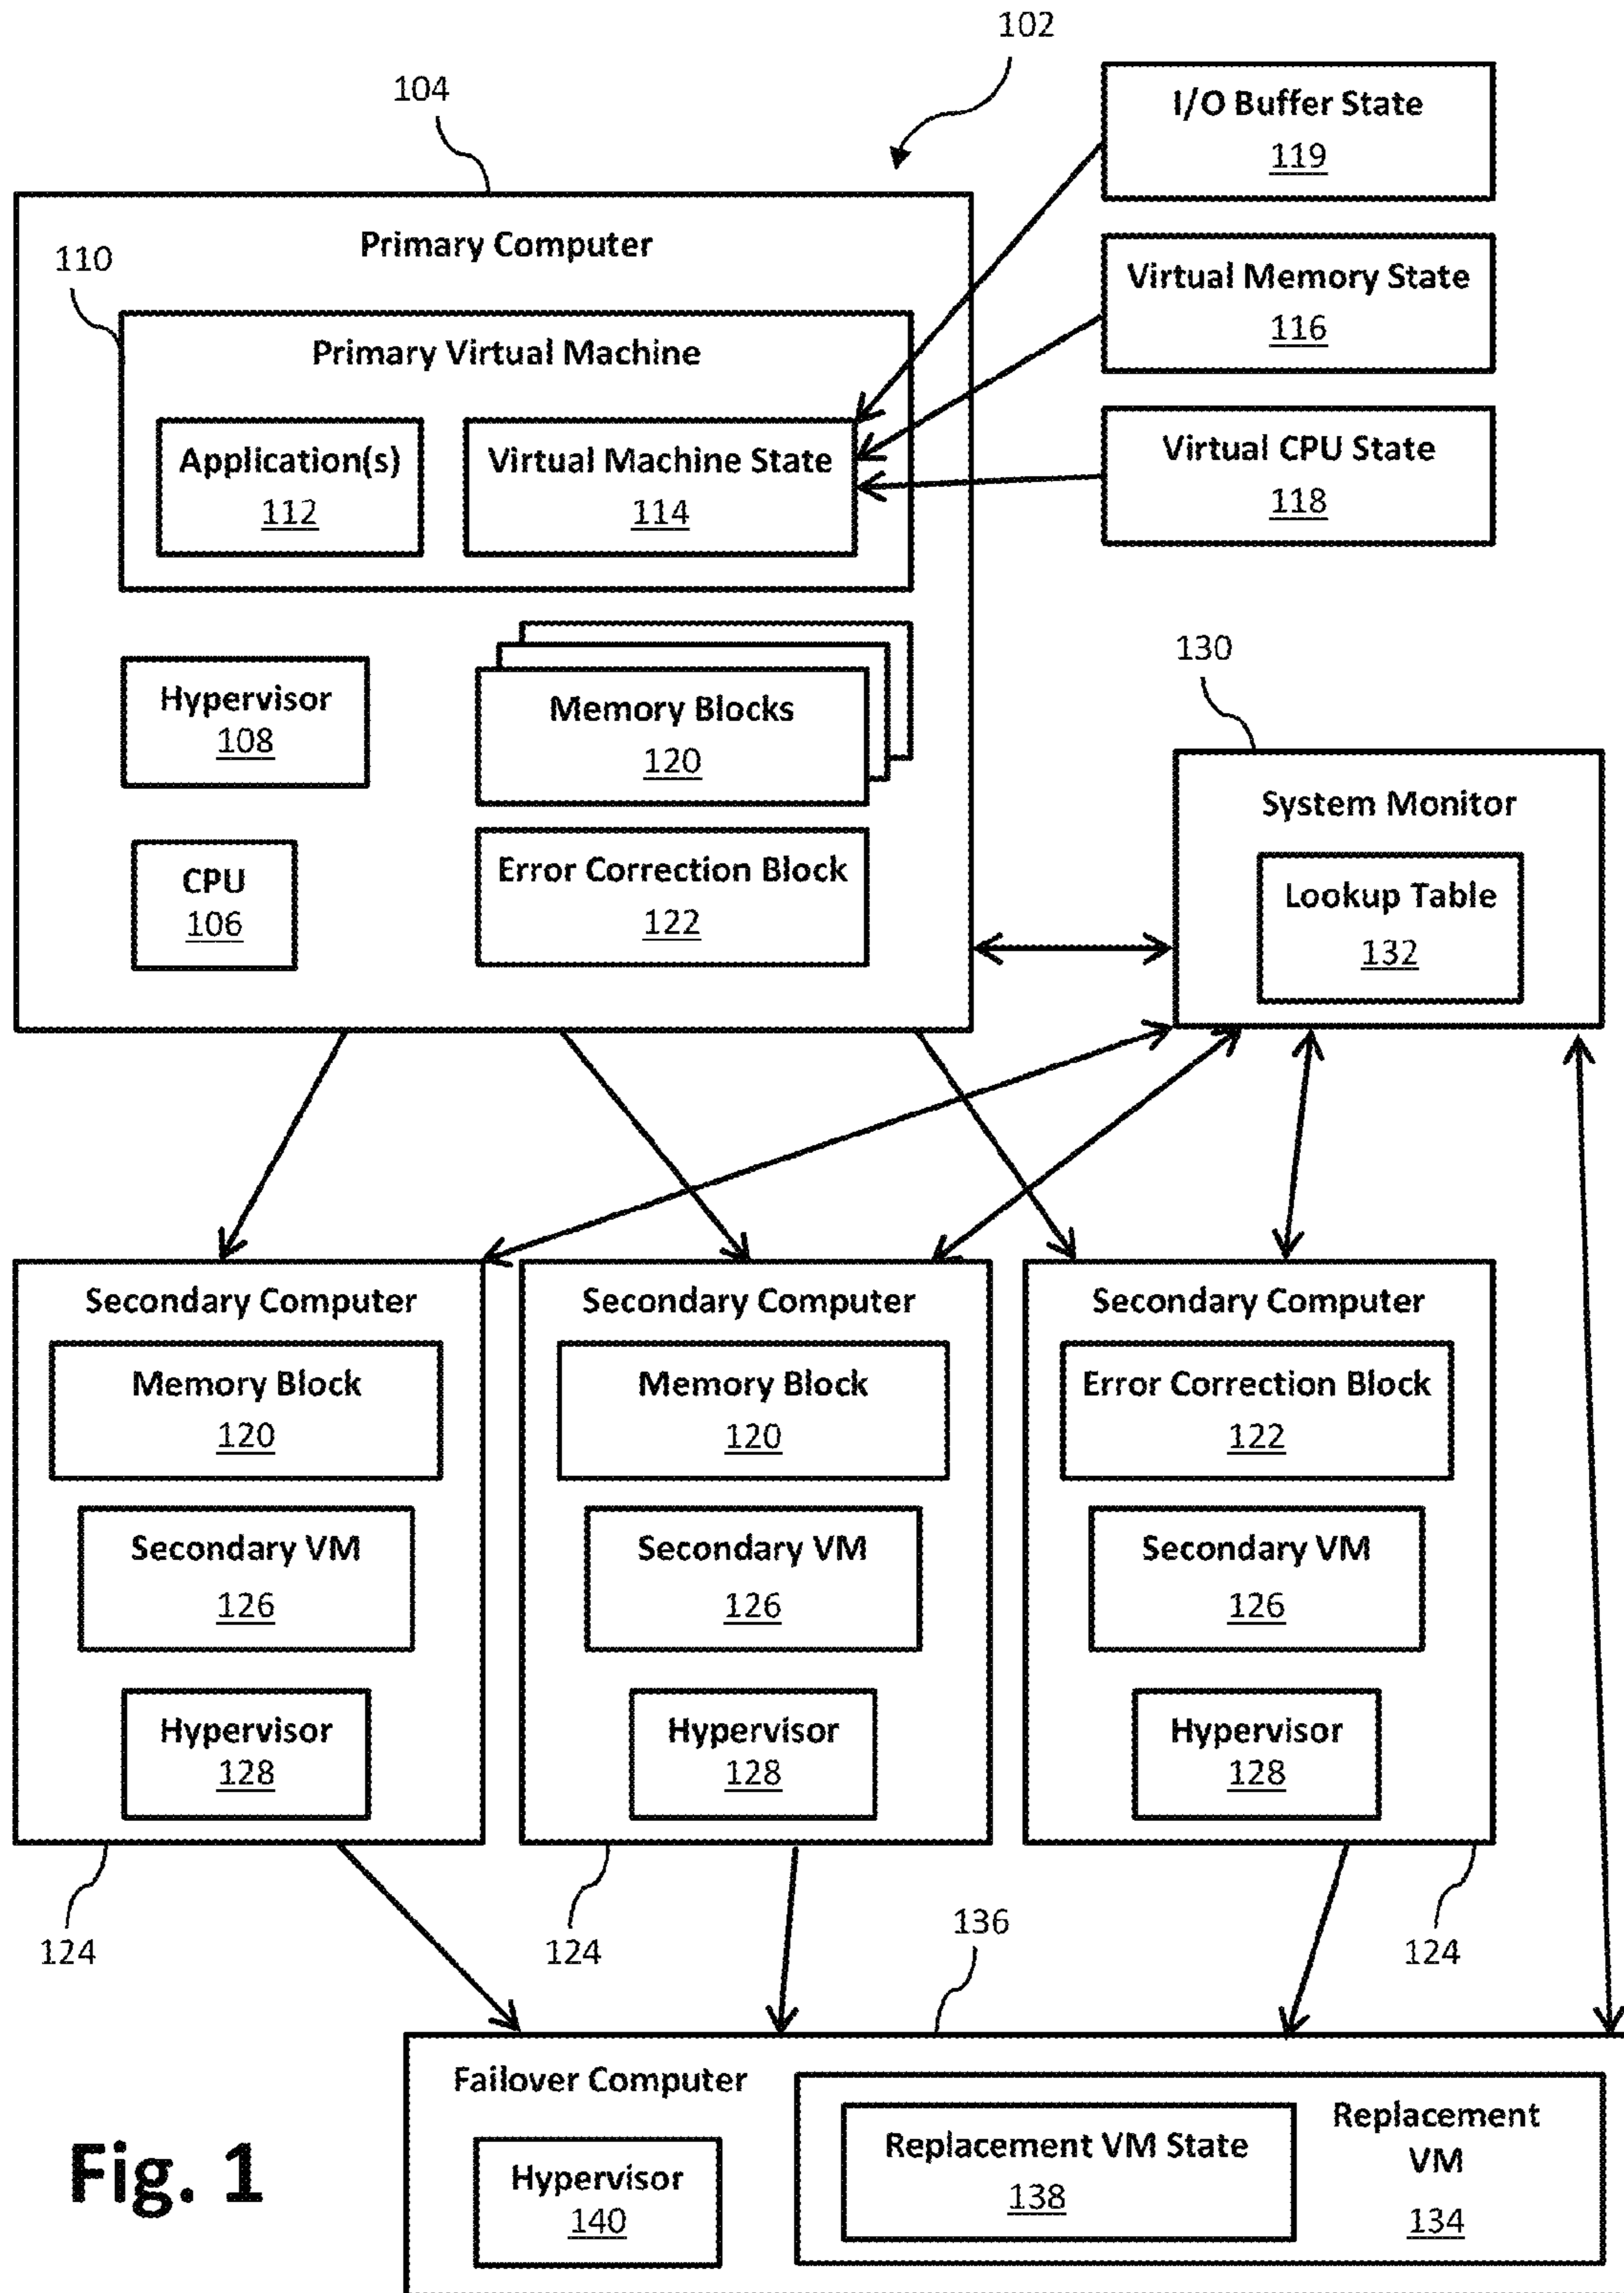 102
104
I/O Buffer State
119
Primary Computer
110
Virtual Memory State
116
Primary Virtual Machine
Application(s)
112
Virtual Machine State
114
Virtual CPU State
118
130
Hypervisor
108
Memory Blocks
120
System Monitor
CPU
106
Error Correction Block
122
Lookup Table
132
Secondary Computer
Memory Block
120
Secondary VM
126
Hypervisor
128
Secondary Computer
Memory Block
120
Secondary VM
126
Hypervisor
128
Secondary Computer
Error Correction Block
122
Secondary VM
126
Hypervisor
128
124
124
136
124
Failover Computer
Hypervisor
140
Replacement VM State
138
Replacement
VM
134
Fig. 1